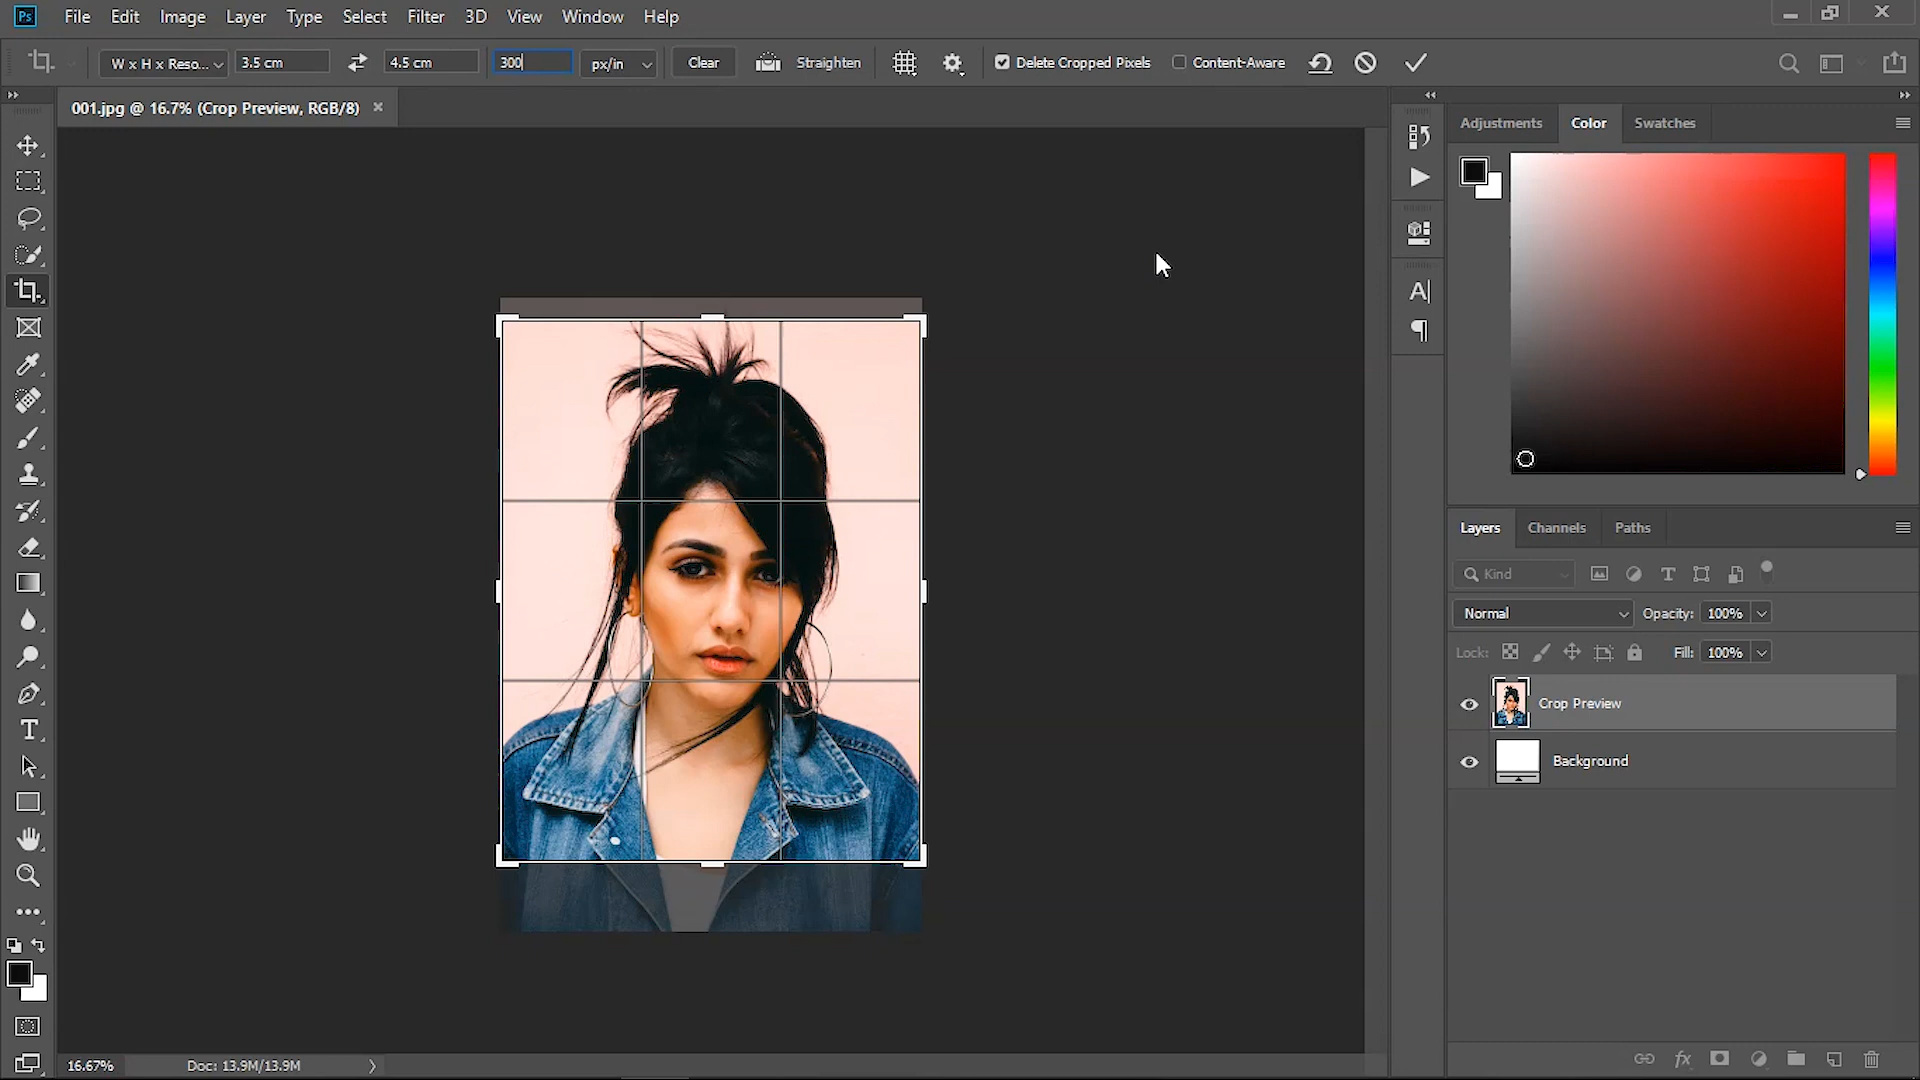 Ps File Edit Image Layer Type Select Filter 3D View Window Help
W x H x Reso... 3.5 cm 4.5 cm 300 px/in Clear Straighten Delete Cropped Pixels Content-Aware
001.jpg @ 16.7% (Crop Preview, RGB/8)
Adjustments Color Swatches
Layers Channels Paths
Kind
Normal Opacity: 100%
Lock: Fill: 100%
Crop Preview
Background
16.67% Doc: 13.9M/13.9M